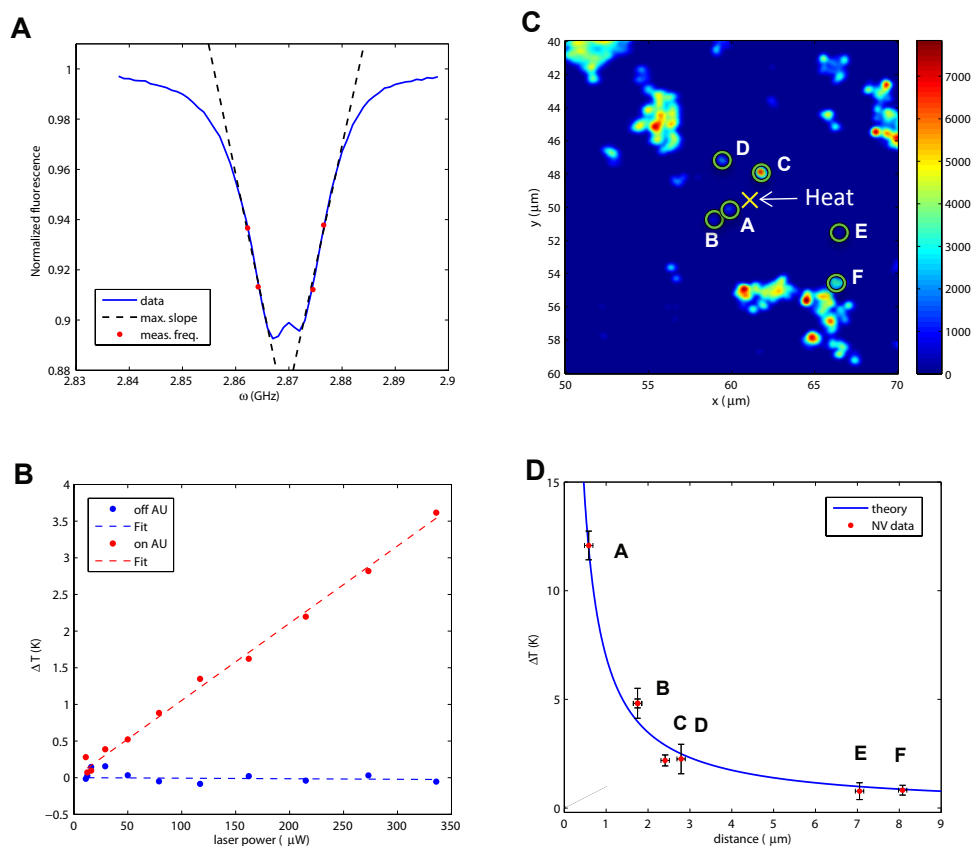 A
Normalized fluorescence
1
0.98
0.96
0.94
0.92
0.9
0.88
data
max. slope
meas. freq.
2.83
2.84
2.85
2.86
2.87
2.88
2.89
2.9
ω (GHz)
C
y (μm)
40
42
44
46
48
50
52
54
56
58
60
D
C
Heat
A
B
E
F
50
55
60
65
70
x ( μm)
7000
6000
5000
4000
3000
2000
1000
0
B
Δ T (K)
4
3.5
3
2.5
2
1.5
1
0.5
0
−0.5
off AU
Fit
on AU
Fit
0
50
100
150
200
250
300
350
laser power ( μW)
D
ΔT (K)
15
10
5
0
theory
NV data
A
B
C D
E
F
0
1
2
3
4
5
6
7
8
9
distance ( μm)